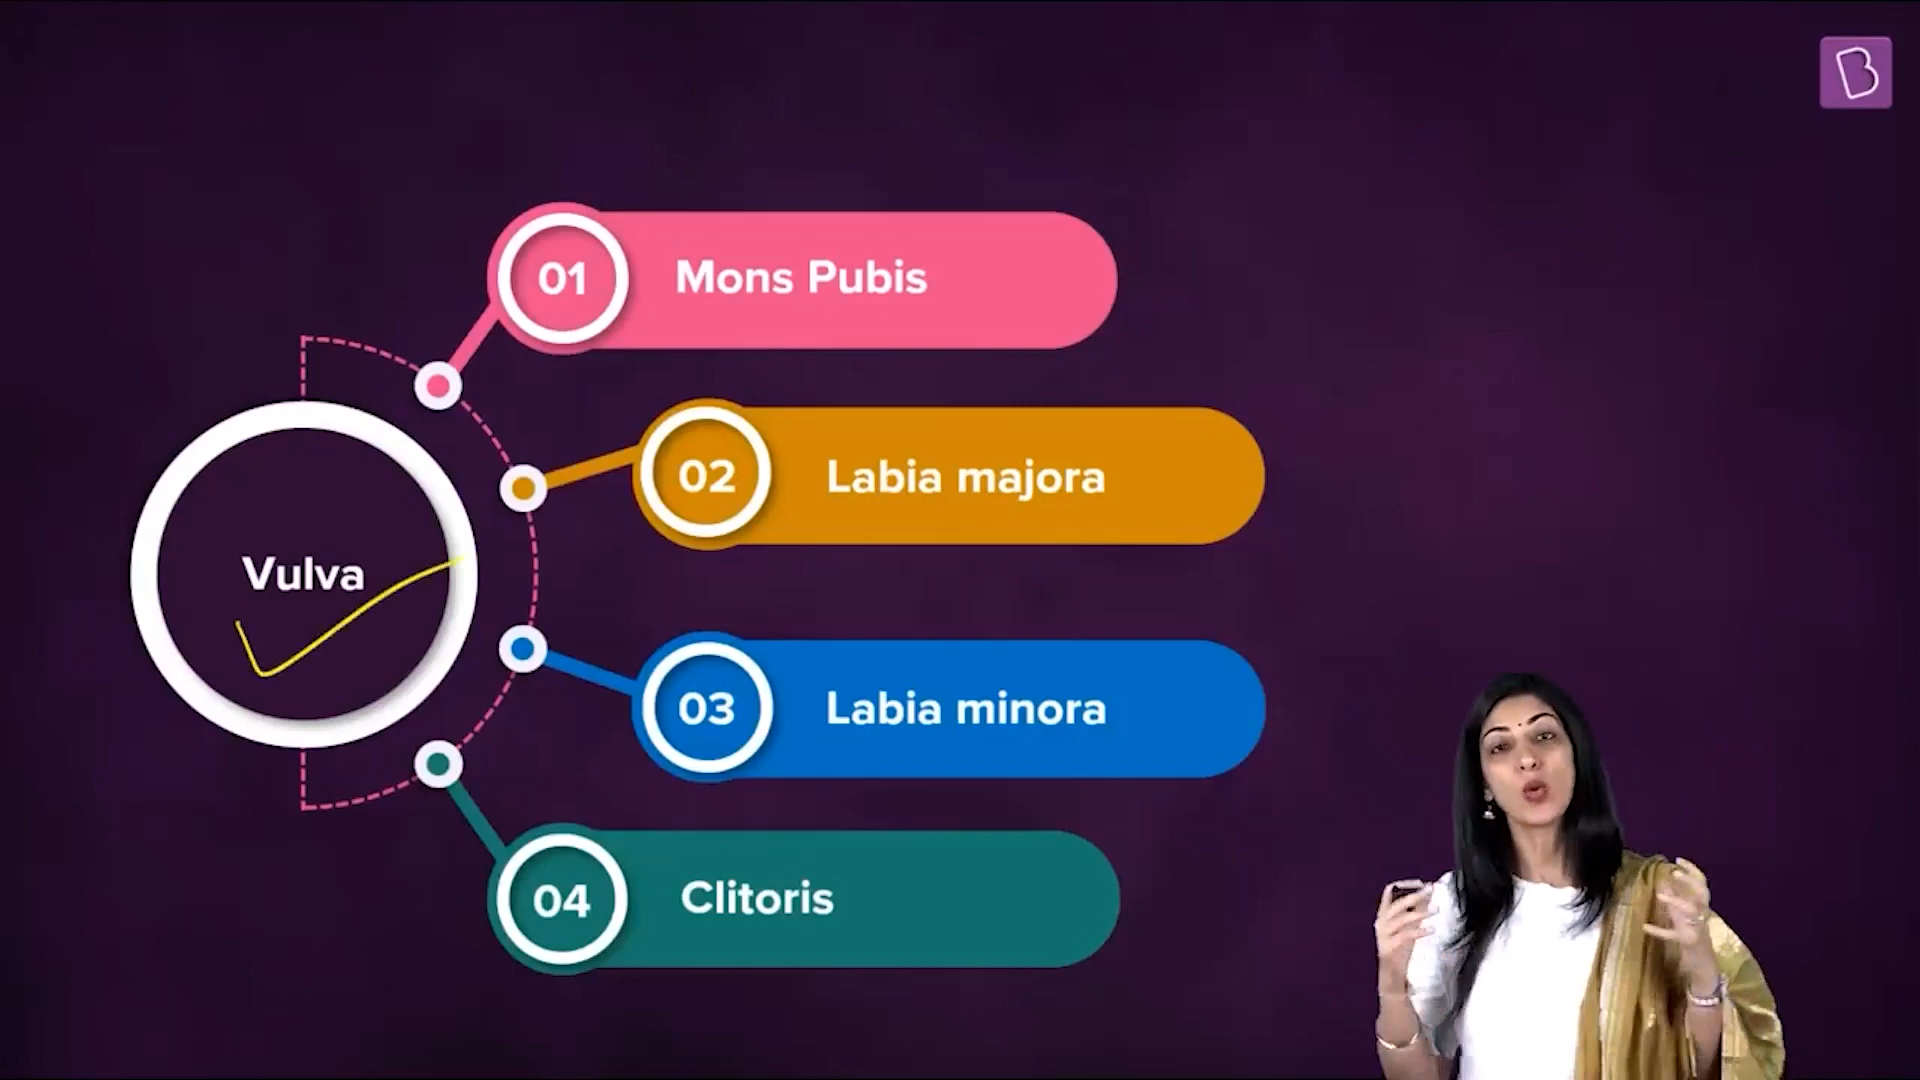 B
01 Mons Pubis
02 Labia majora
Vulva
03 Labia minora
04 Clitoris